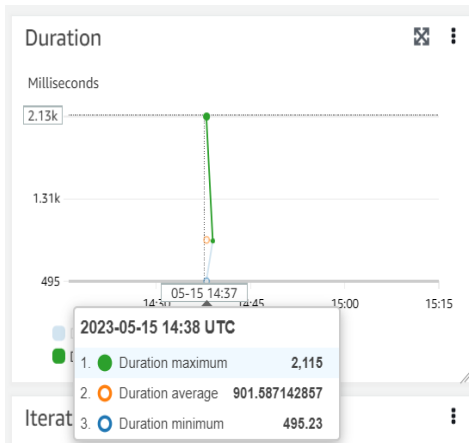 Duration
Milliseconds
2.13k
1.31k
495
05-15 14:37
14:30
14:45
15:00
15:15
2023-05-15 14:38 UTC
1. Duration maximum 2,115
2. Duration average 901.587142857
3. Duration minimum 495.23